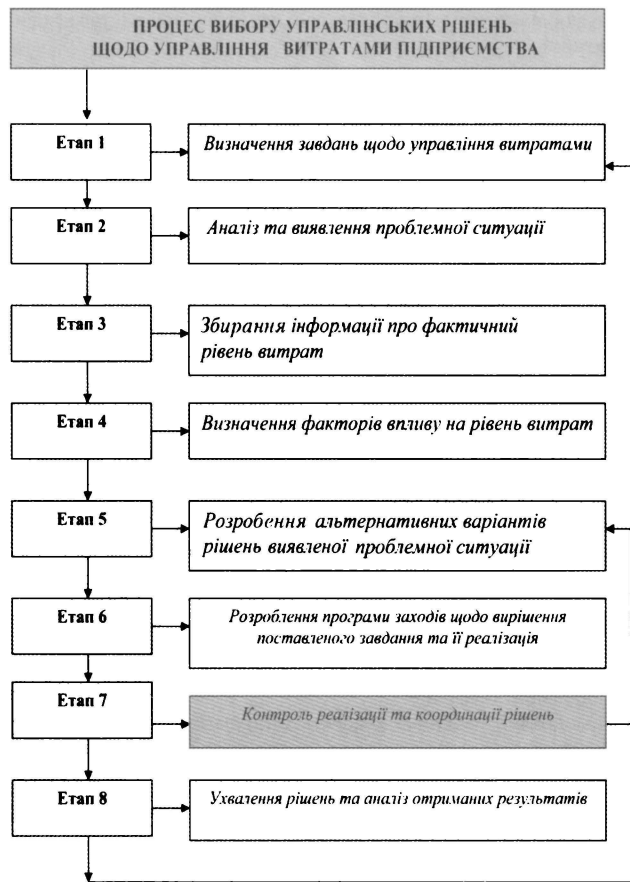 ПРОЦЕС ВИБОРУ УПРАВЛІНСЬКИХ РІШЕНЬ
ЩОДО УПРАВЛІННЯ ВИТРАТАМИ ПІДПРИЄМСТВА
Етап 1
Визначення завдань щодо управління витратами
Етап 2
Аналіз та виявлення проблемної ситуації
Етап 3
Збирання інформації про фактичний
рівень витрат
Етап 4
Визначення факторів впливу на рівень витрат
Етап 5
Розробення альтернативних варіантів
рішень виявленої проблемної ситуації
Етап 6
Розроблення програми заходів щодо вирішення
поставленого завдання та її реалізація
Етап 7
Контроль реалізації та координації рішень
Етап 8
Ухвалення рішень та аналіз отриманих результатів